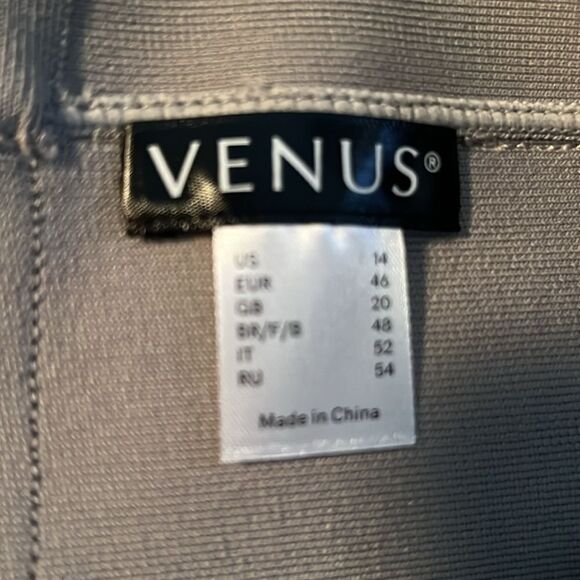 VENUS®
US 14
EUR 46
GB 20
BR/F/B 48
IT 52
RU 54
Made in China